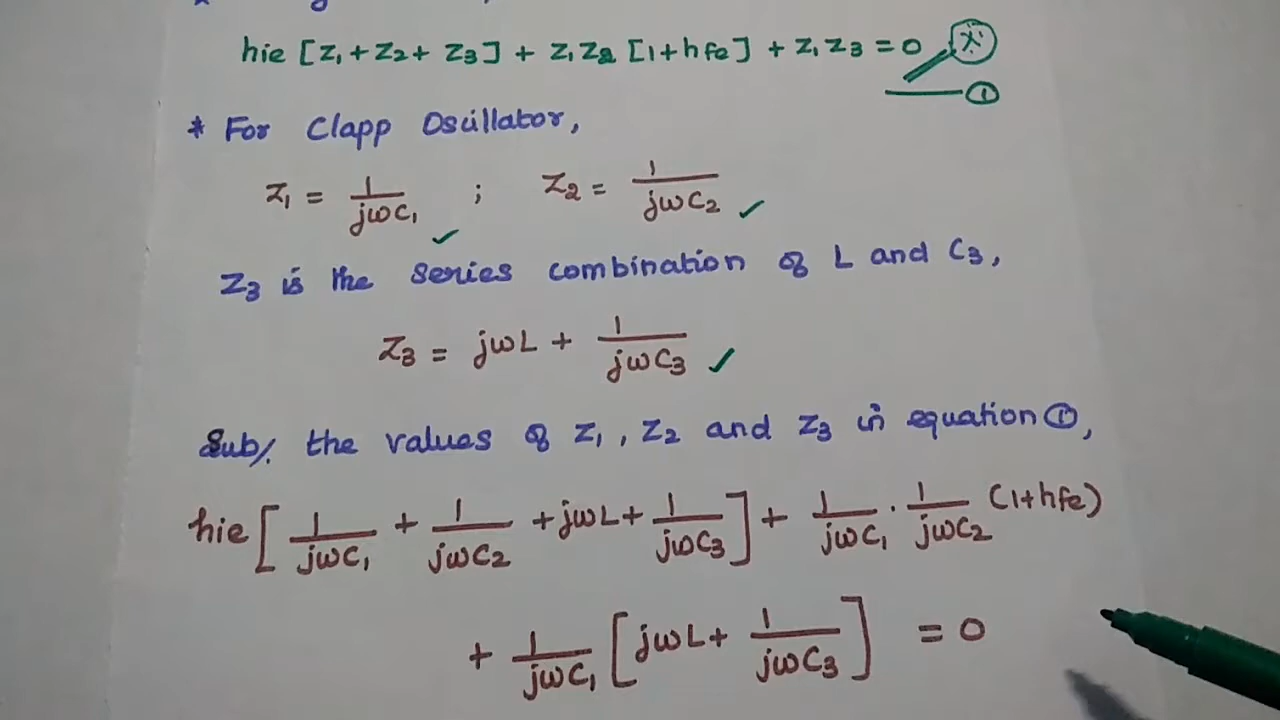 hie [Z₁ + Z₂ + Z₃] + Z₁Z₂ [1+hfe] + Z₁Z₃ = 0
①
* For Clapp Oscillator,
Z₁ = 1/jωC₁ ; Z₂ = 1/jωC₂ ✓
✓
Z₃ is the series combination of L and C₃,
Z₃ = jωL + 1/jωC₃ ✓
Sub/. the values of Z₁, Z₂ and Z₃ in equation ①,
hie [1/jωC₁ + 1/jωC₂ + jωL + 1/jωC₃] + 1/jωC₁ · 1/jωC₂ (1+hfe)
+ 1/jωC₁ [jωL + 1/jωC₃] = 0